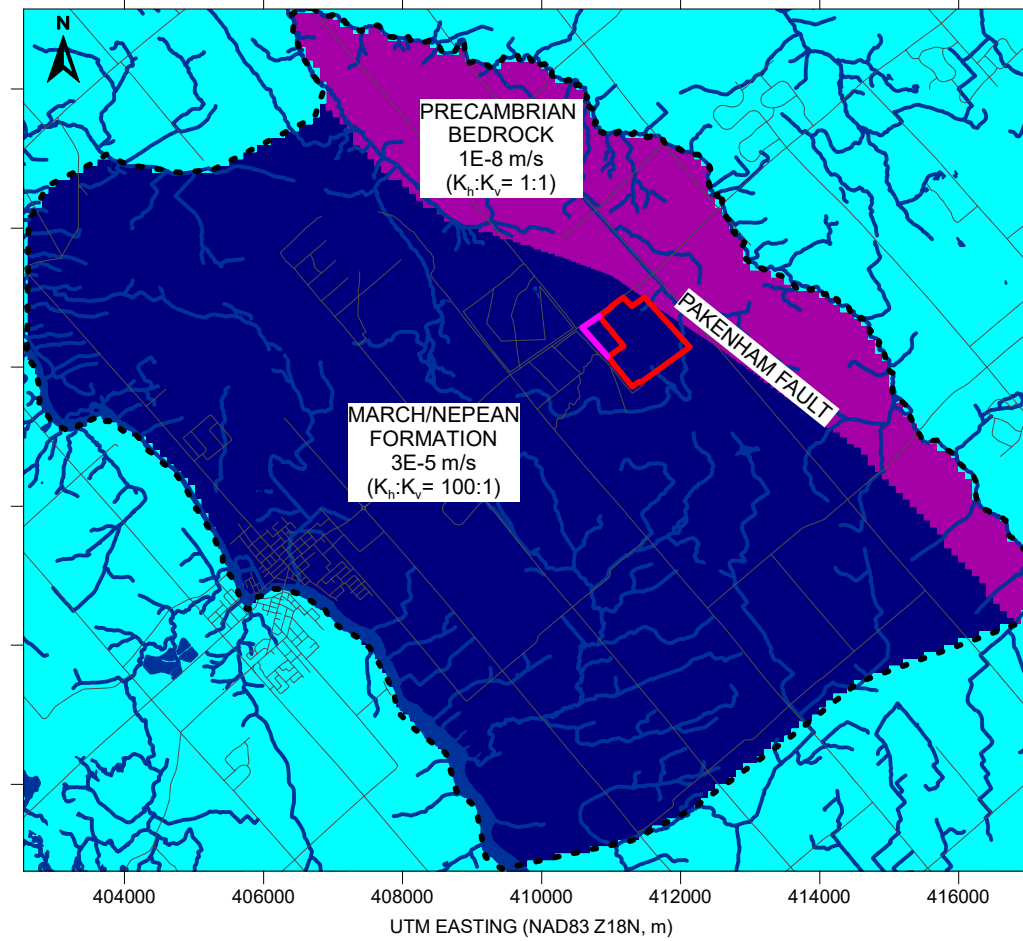 N
PRECAMBRIAN
BEDROCK
1E-8 m/s
(Kh:Kv= 1:1)
PAKENHAM FAULT
MARCH/NEPEAN
FORMATION
3E-5 m/s
(Kh:Kv= 100:1)
404000 406000 408000 410000 412000 414000 416000
UTM EASTING (NAD83 Z18N, m)